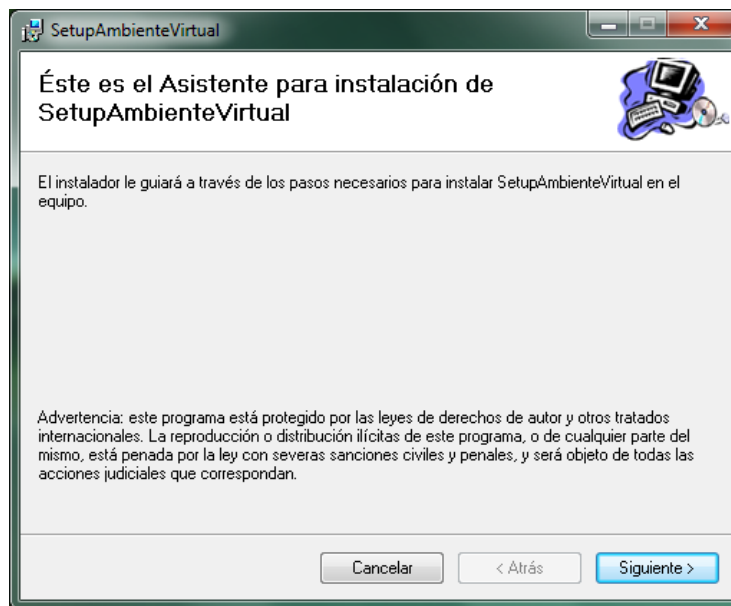 SetupAmbienteVirtual
Éste es el Asistente para instalación de
SetupAmbienteVirtual
El instalador le guiará a través de los pasos necesarios para instalar SetupAmbienteVirtual en el
equipo.
Advertencia: este programa está protegido por las leyes de derechos de autor y otros tratados
internacionales. La reproducción o distribución ilícitas de este programa, o de cualquier parte del
mismo, está penada por la ley con severas sanciones civiles y penales, y será objeto de todas las
acciones judiciales que correspondan.
Cancelar < Atrás Siguiente >